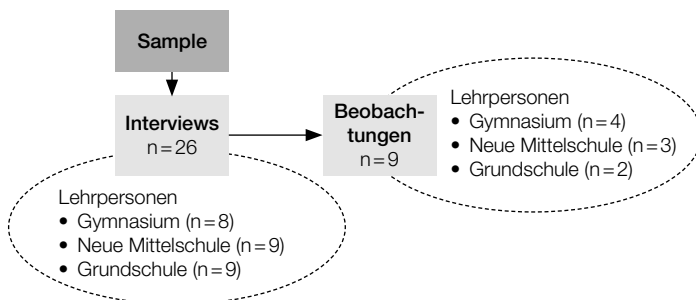 Sample
Interviews
n=26
Lehrpersonen
• Gymnasium (n=8)
• Neue Mittelschule (n=9)
• Grundschule (n=9)
Beobach-
tungen
n=9
Lehrpersonen
• Gymnasium (n=4)
• Neue Mittelschule (n=3)
• Grundschule (n=2)